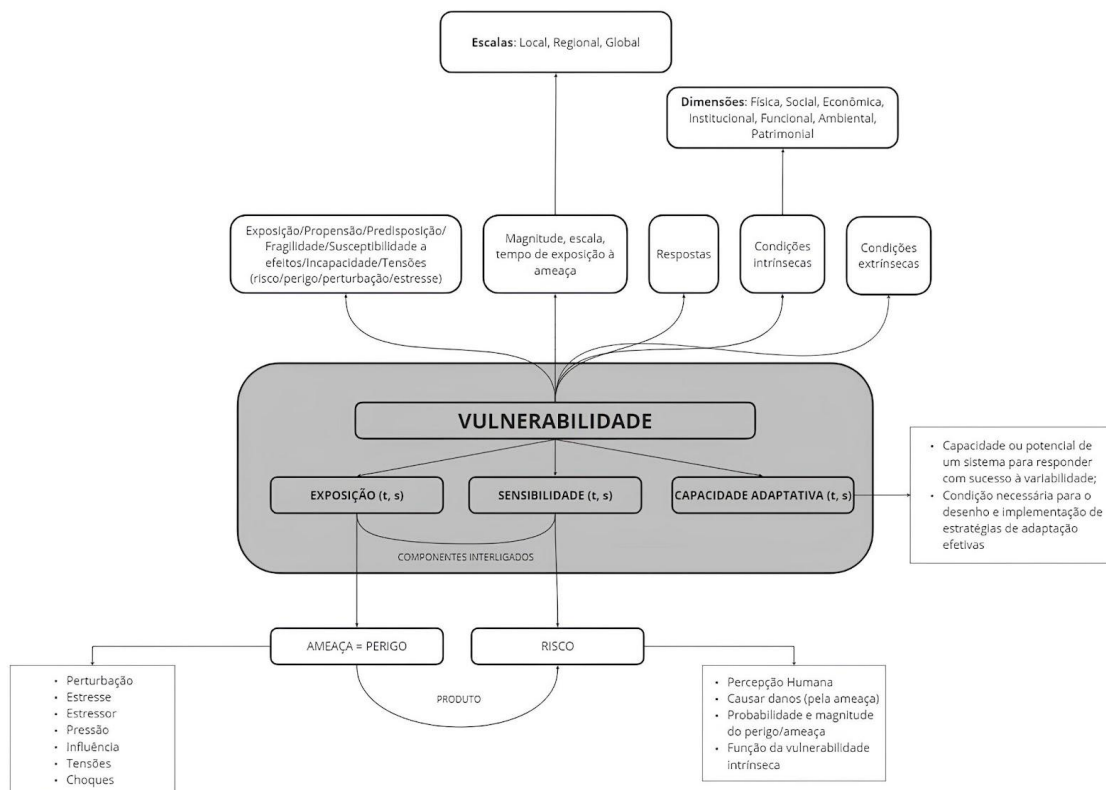 Escalas: Local, Regional, Global
Dimensões: Física, Social, Econômica,
Institucional, Funcional, Ambiental,
Patrimonial
Exposição/Propensão/Predisposição/
Fragilidade/Susceptibilidade a
efeitos/Incapacidade/Tensões
(risco/perigo/perturbação/estresse)
Magnitude, escala,
tempo de exposição à
ameaça
Respostas
Condições
intrínsecas
Condições
extrínsecas
VULNERABILIDADE
EXPOSIÇÃO (t, s)
SENSIBILIDADE (t, s)
CAPACIDADE ADAPTATIVA (t, s)
COMPONENTES INTERLIGADOS
• Capacidade ou potencial de
um sistema para responder
com sucesso à variabilidade;
• Condição necessária para o
desenho e implementação de
estratégias de adaptação
efetivas
AMEAÇA = PERIGO
RISCO
PRODUTO
• Perturbação
• Estresse
• Estressor
• Pressão
• Influência
• Tensões
• Choques
• Percepção Humana
• Causar danos (pela ameaça)
• Probabilidade e magnitude
do perigo/ameaça
• Função da vulnerabilidade
intrínseca